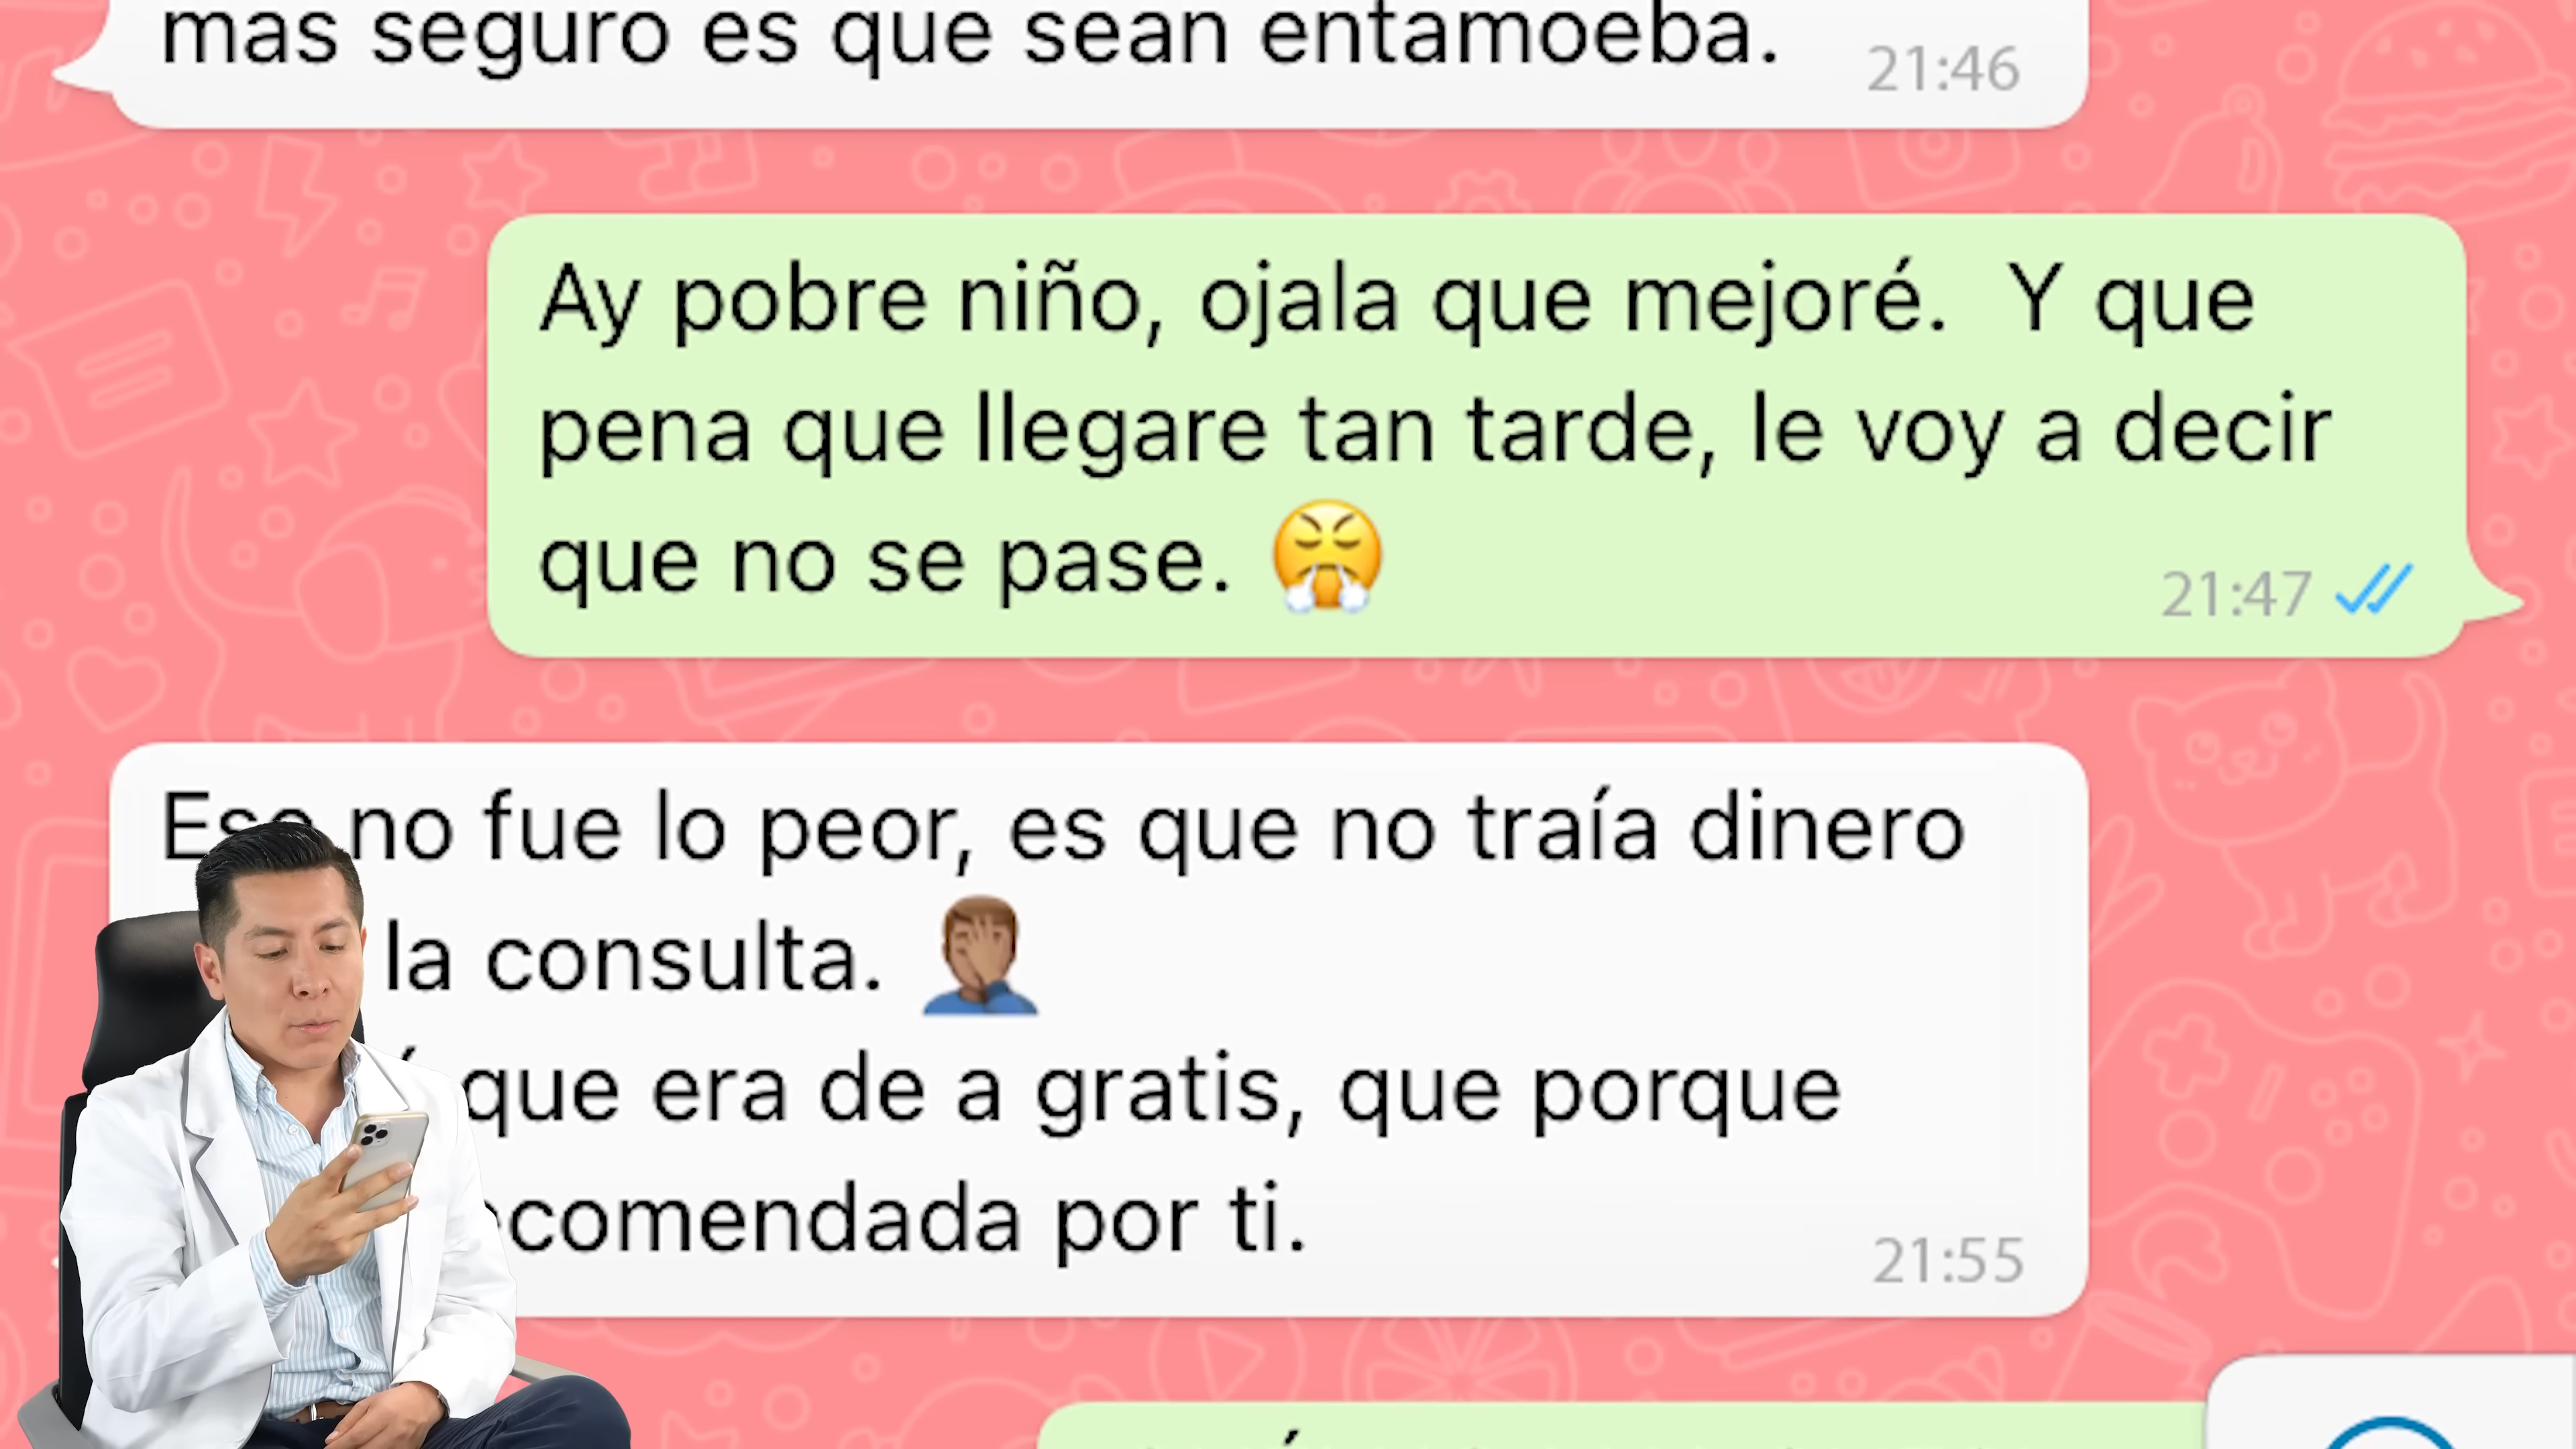 mas seguro es que sean entamoeba.
21:46
Ay pobre niño, ojala que mejoré. Y que
pena que llegare tan tarde, le voy a decir
que no se pase. 😤
21:47
no fue lo peor, es que no traía dinero
la consulta. 🤦🏽‍♂️
que era de a gratis, que porque
por ti.
21:55